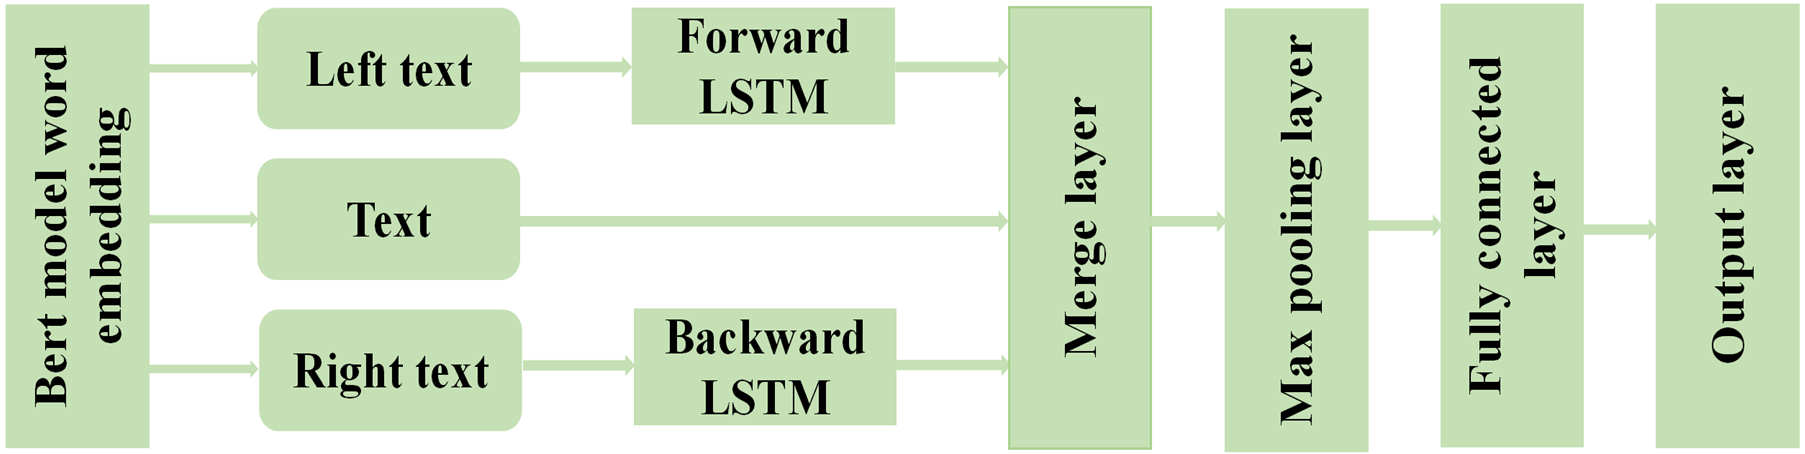 Bert model word
embedding
Left text
Text
Right text
Forward
LSTM
Backward
LSTM
Merge layer
Max pooling layer
Fully connected
layer
Output layer